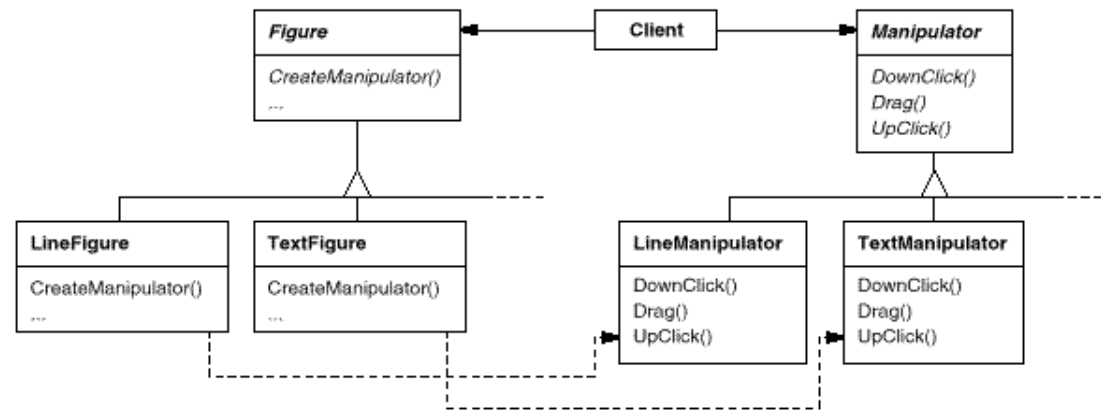 Figure
CreateManipulator()
...
Client
Manipulator
DownClick()
Drag()
UpClick()
LineFigure
CreateManipulator()
...
TextFigure
CreateManipulator()
...
LineManipulator
DownClick()
Drag()
UpClick()
TextManipulator
DownClick()
Drag()
UpClick()